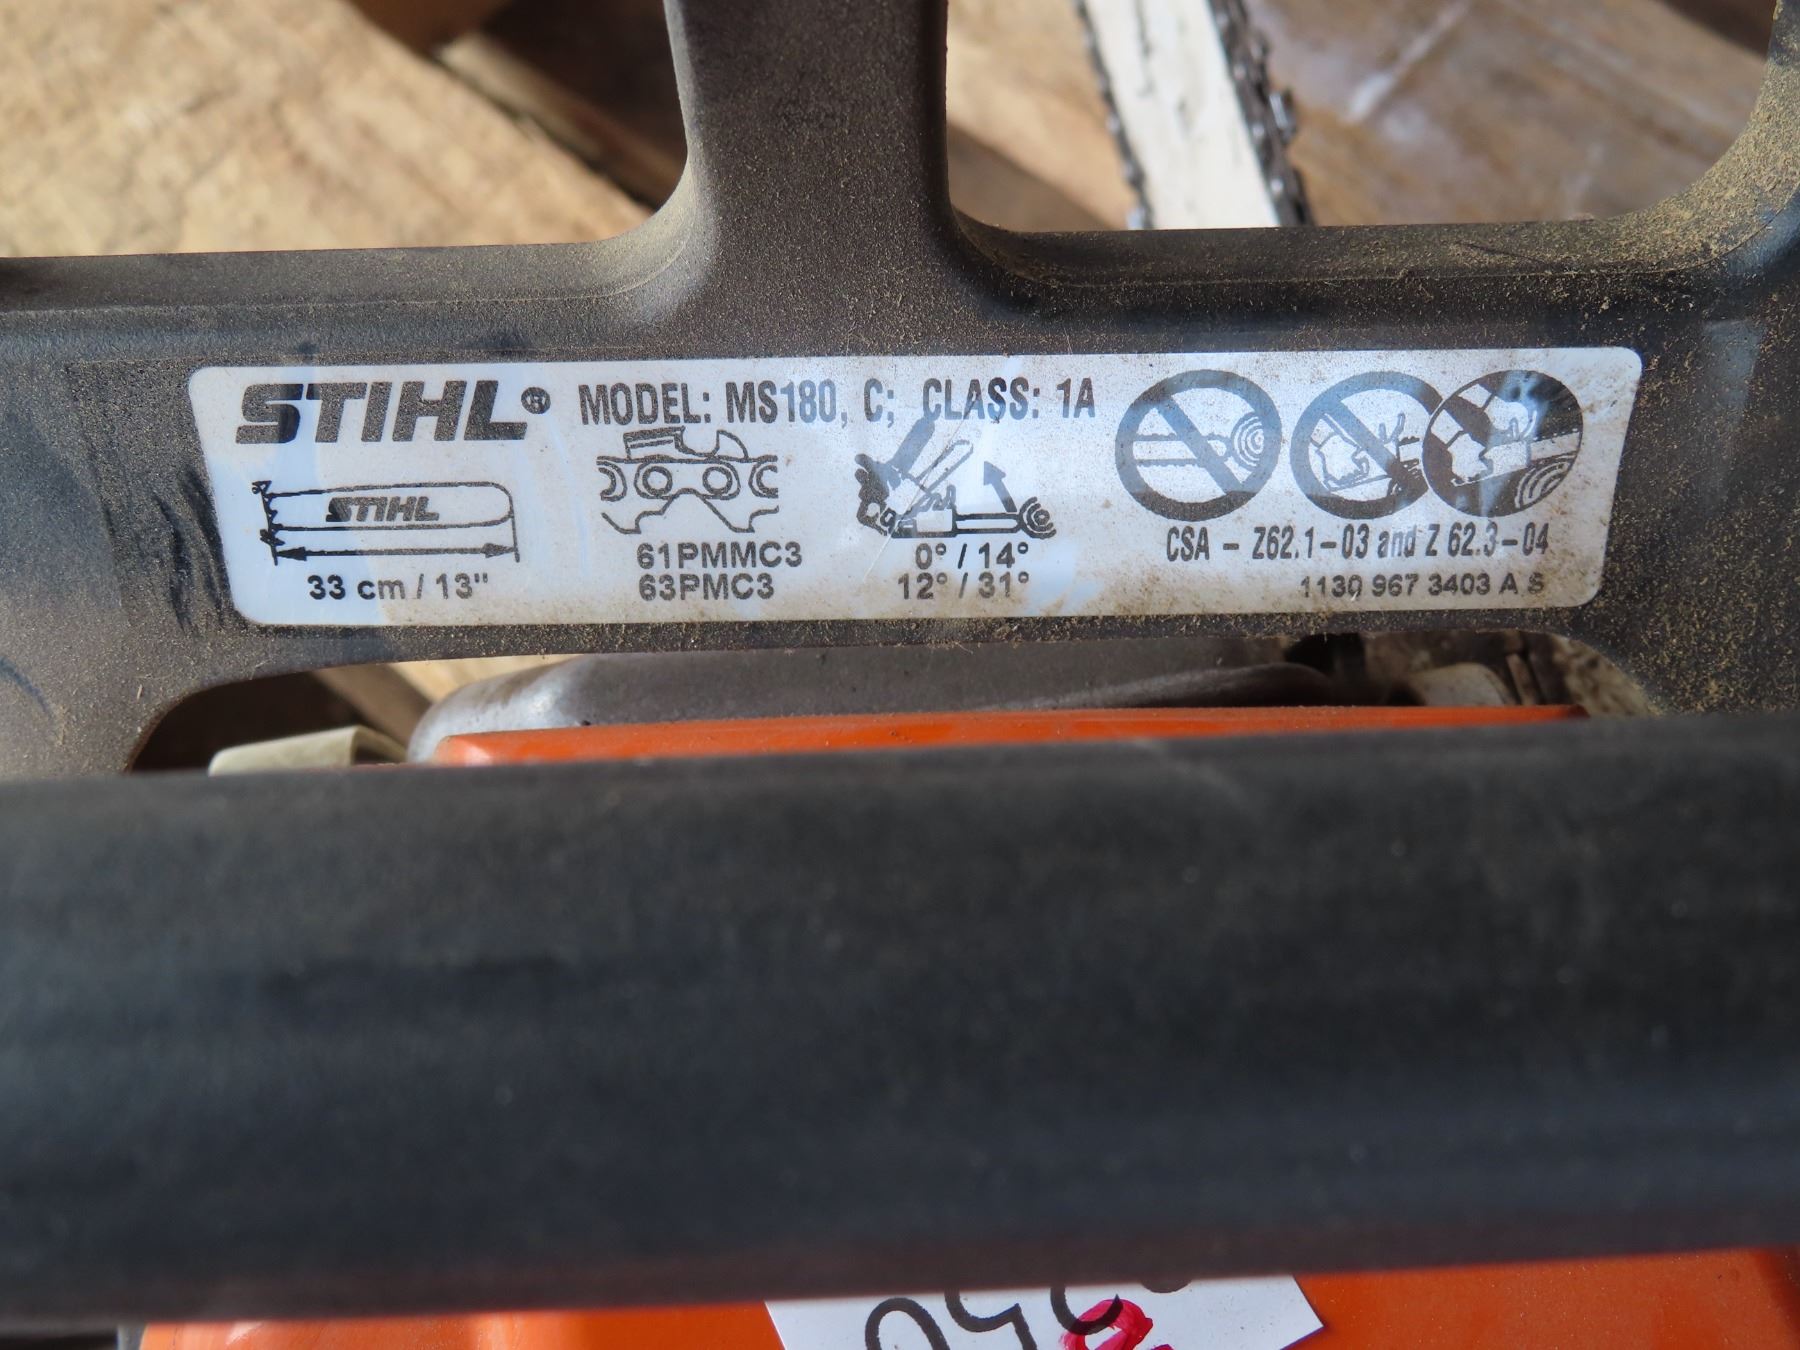 STIHL® MODEL: MS180, C; CLASS: 1A
STIHL
33 cm / 13"
61PMMC3
63PMC3
0° / 14°
12° / 31°
CSA - Z62.1-03 and Z 62.3-04
1130 967 3403 A S